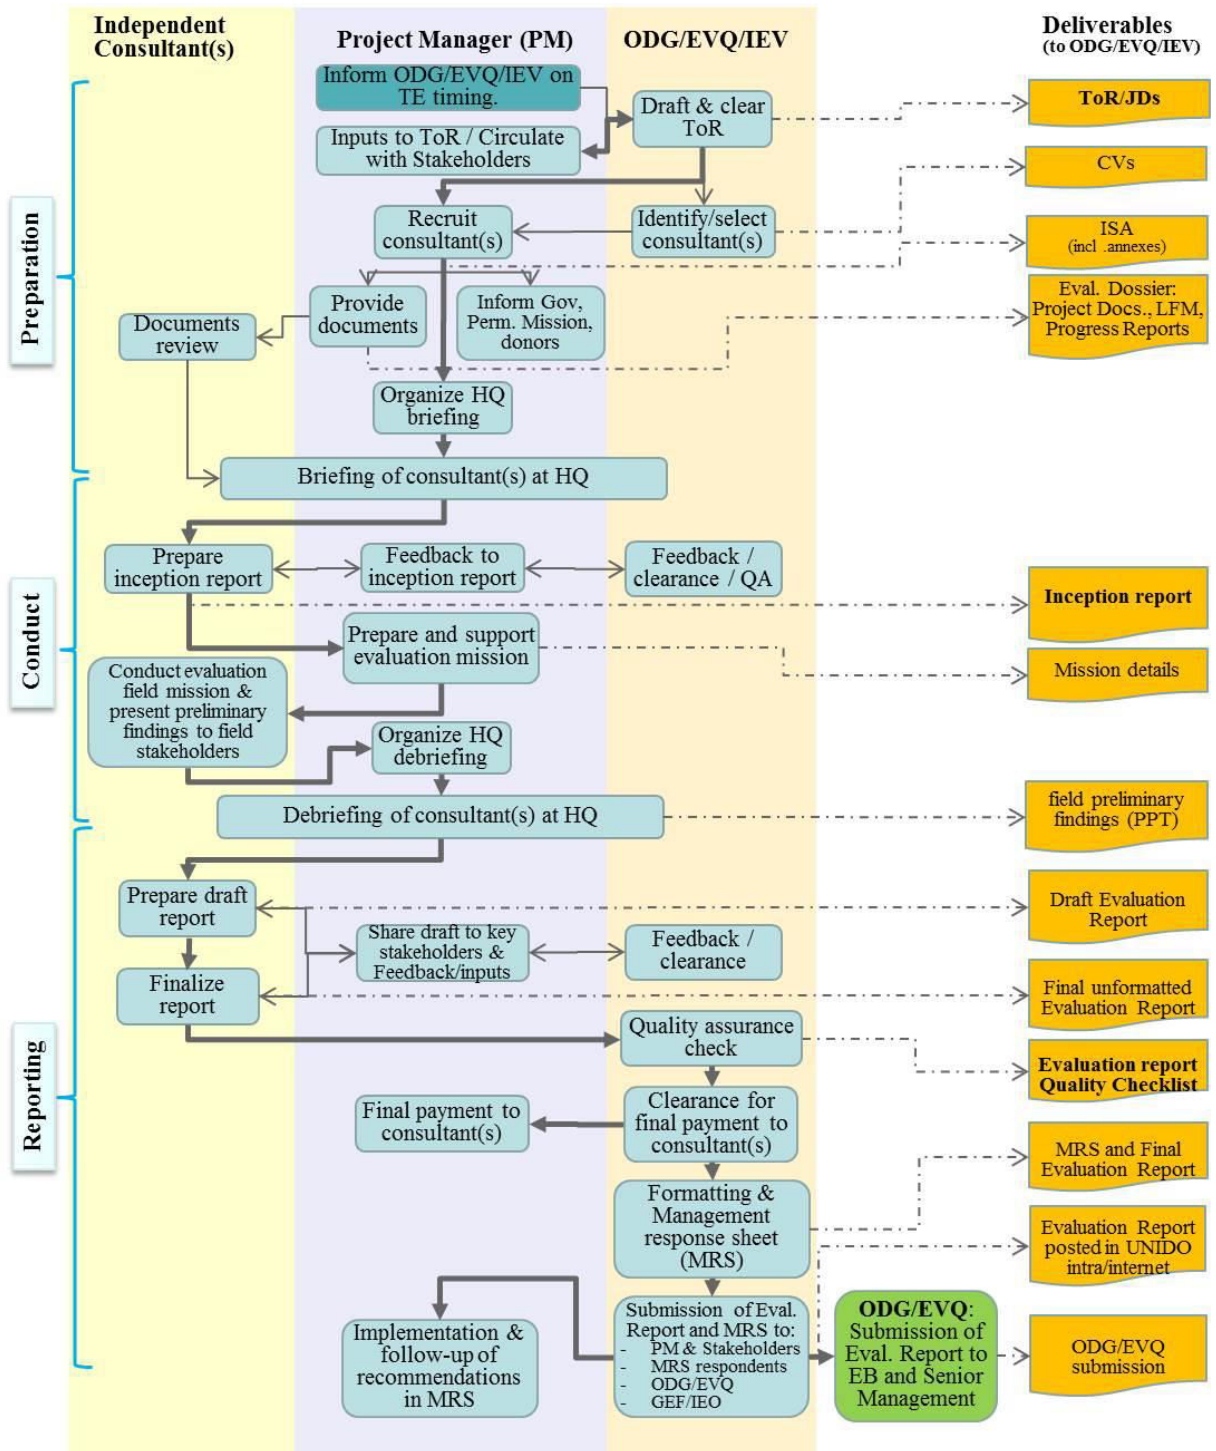 Independent
Consultant(s)
Project Manager (PM)
ODG/EVQ/IEV
Deliverables
(to ODG/EVQ/IEV)
Preparation
Inform ODG/EVQ/IEV on
TE timing.
Draft & clear
ToR
ToR/JDs
Inputs to ToR / Circulate
with Stakeholders
CVs
Recruit
consultant(s)
Identify/select
consultant(s)
ISA
(incl .annexes)
Provide
documents
Inform Gov,
Perm. Mission,
donors
Eval. Dossier:
Project Docs., LFM,
Progress Reports
Documents
review
Organize HQ
briefing
Briefing of consultant(s) at HQ
Conduct
Prepare
inception report
Feedback to
inception report
Feedback /
clearance / QA
Inception report
Prepare and support
evaluation mission
Mission details
Conduct evaluation
field mission &
present preliminary
findings to field
stakeholders
Organize HQ
debriefing
Debriefing of consultant(s) at HQ
field preliminary
findings (PPT)
Reporting
Prepare draft
report
Draft Evaluation
Report
Share draft to key
stakeholders &
Feedback/inputs
Feedback /
clearance
Finalize
report
Final unformatted
Evaluation Report
Quality assurance
check
Evaluation report
Quality Checklist
Final payment to
consultant(s)
Clearance for
final payment to
consultant(s)
MRS and Final
Evaluation Report
Formatting &
Management
response sheet
(MRS)
Evaluation Report
posted in UNIDO
intra/internet
Implementation &
follow-up of
recommendations
in MRS
Submission of Eval.
Report and MRS to:
- PM & Stakeholders
- MRS respondents
- ODG/EVQ
- GEF/IEO
ODG/EVQ:
Submission of
Eval. Report to
EB and Senior
Management
ODG/EVQ
submission